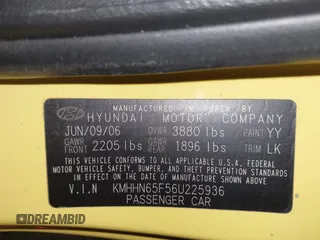 MANUFACTURED IN KOREA BY
HYUNDAI MOTOR COMPANY
JUN/09/06 GVWR 3880 lbs PAINT YY
GAWR FRONT 2205 lbs GAWR REAR 1896 lbs TRIM LK
THIS VEHICLE CONFORMS TO ALL APPLICABLE U.S. FEDERAL
MOTOR VEHICLE SAFETY, BUMPER, AND THEFT PREVENTION
STANDARDS IN EFFECT ON THE DATE OF MANUFACTURE
SHOWN ABOVE.
V.I.N KMHHN65F56U225936
PASSENGER CAR
DREAMBID